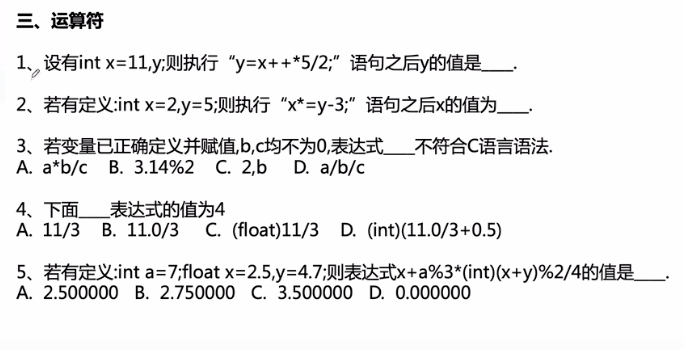 三、运算符
1、设有int x=11,y;则执行“y=x++*5/2;”语句之后y的值是____.
2、若有定义:int x=2,y=5;则执行“x*=y-3;”语句之后x的值为____.
3、若变量已正确定义并赋值,b,c均不为0,表达式____不符合C语言语法.
A. a*b/c B. 3.14%2 C. 2,b D. a/b/c
4、下面____表达式的值为4
A. 11/3 B. 11.0/3 C. (float)11/3 D. (int)(11.0/3+0.5)
5、若有定义:int a=7;float x=2.5,y=4.7;则表达式x+a%3*(int)(x+y)%2/4的值是____.
A. 2.500000 B. 2.750000 C. 3.500000 D. 0.000000